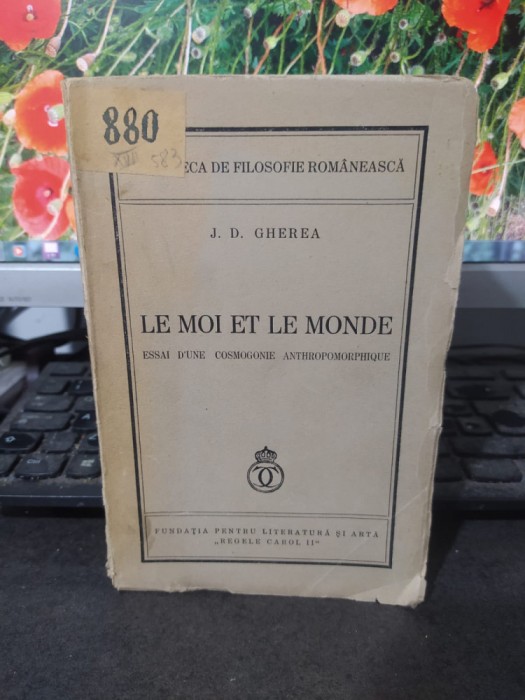 880
XVII 583
ECA DE FILOSOFIE ROMÂNEASCĂ
J. D. GHEREA
LE MOI ET LE MONDE
ESSAI D'UNE COSMOGONIE ANTHROPOMORPHIQUE
FUNDAȚIA PENTRU LITERATURĂ ȘI ARTĂ
„REGELE CAROL II"